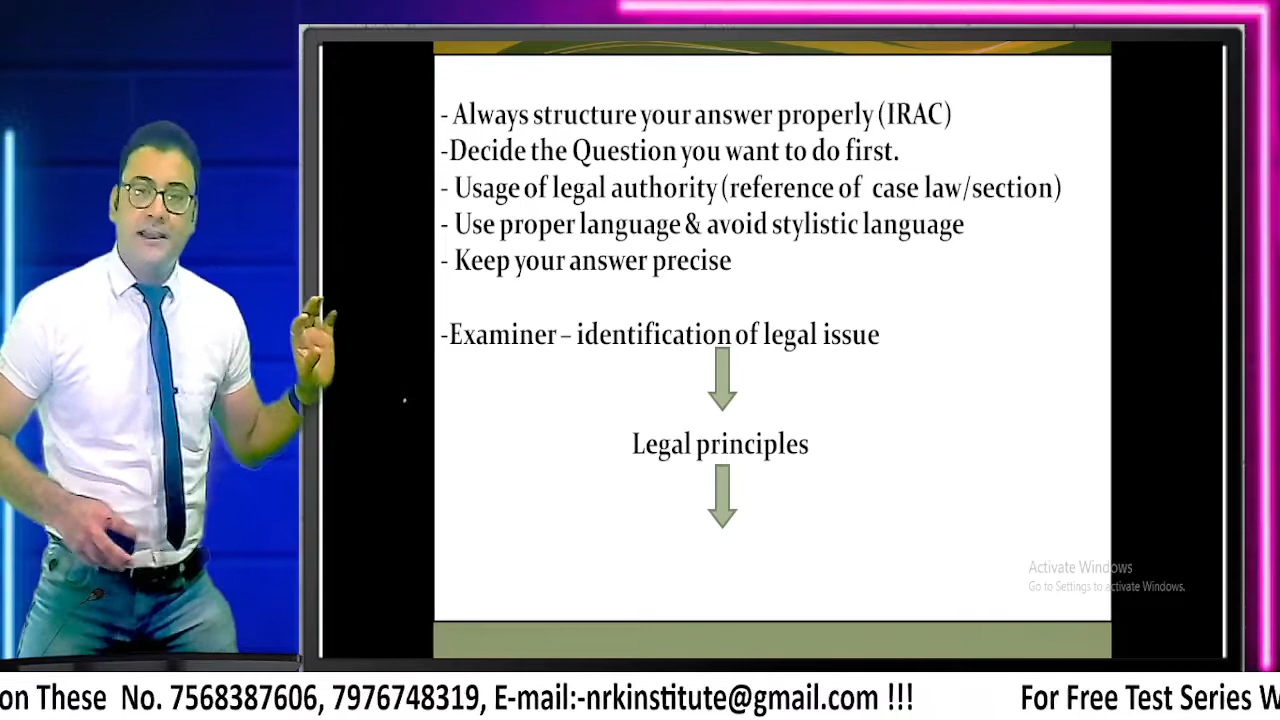 - Always structure your answer properly (IRAC)
-Decide the Question you want to do first.
- Usage of legal authority (reference of case law/section)
- Use proper language & avoid stylistic language
- Keep your answer precise
-Examiner – identification of legal issue
Legal principles
Activate Windows
Go to Settings to activate Windows.
on These No. 7568387606, 7976748319, E-mail:-nrkinstitute@gmail.com !!! For Free Test Series W